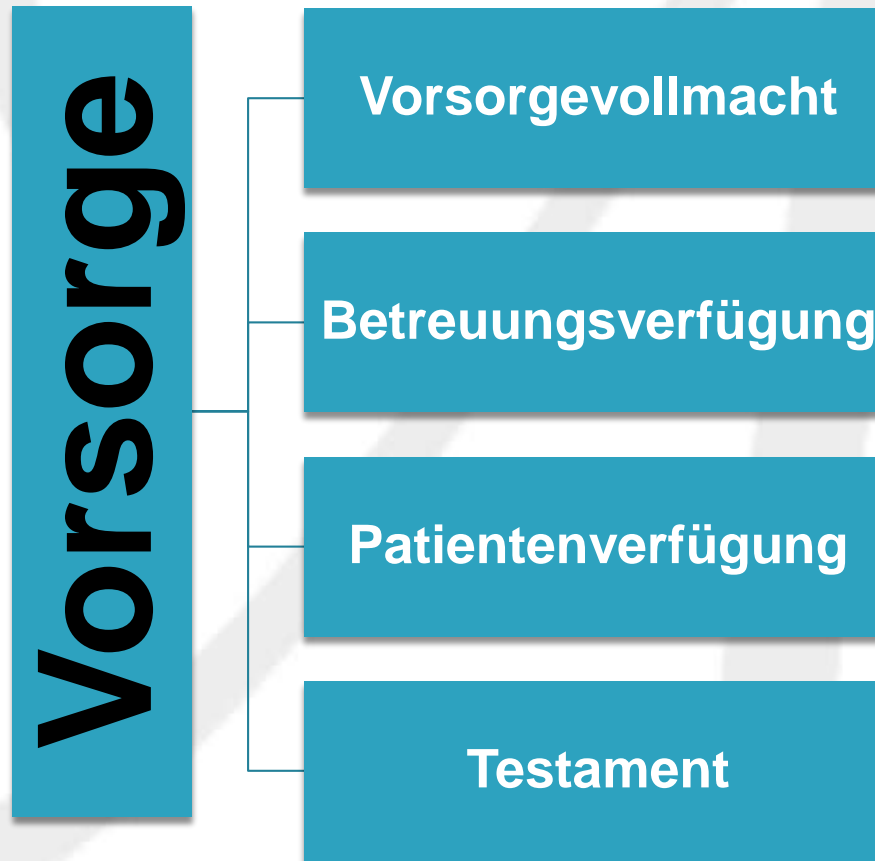 Vorsorge
Vorsorgevollmacht
Betreuungsverfügung
Patientenverfügung
Testament